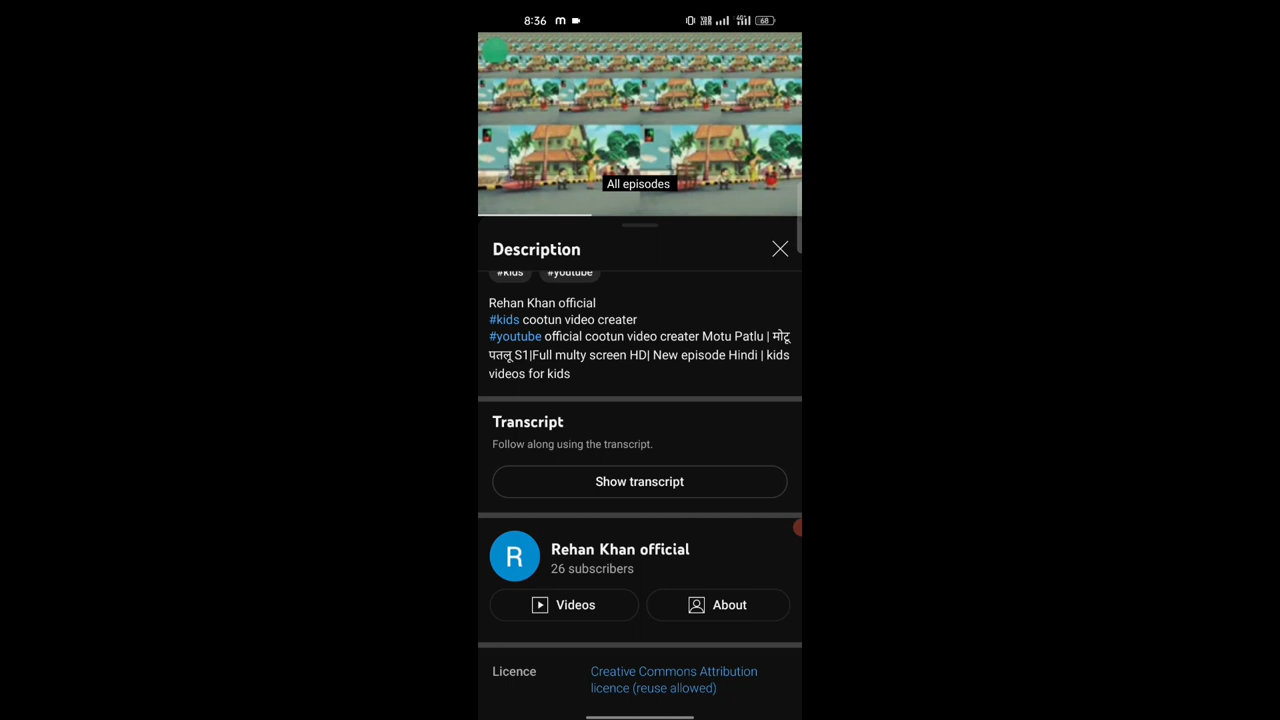 8:36
68
All episodes
Description
#kids #youtube
Rehan Khan official
#kids cootun video creater
#youtube official cootun video creater Motu Patlu | मोटू
पतलू S1|Full multy screen HD| New episode Hindi | kids
videos for kids
Transcript
Follow along using the transcript.
Show transcript
R
Rehan Khan official
26 subscribers
Videos
About
Licence
Creative Commons Attribution
licence (reuse allowed)